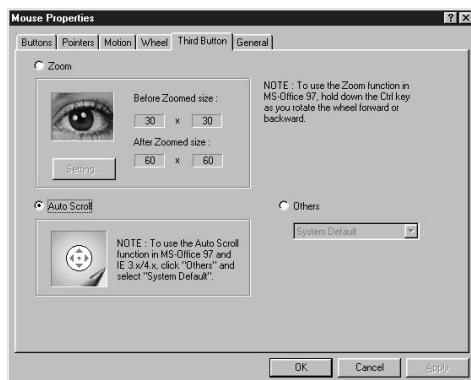 Mouse Properties
Buttons Pointers Motion Wheel Third Button General
Zoom
Before Zoomed size :
30 x 30
After Zoomed size :
60 x 60
Setting...
NOTE : To use the Zoom function in
MS-Office 97, hold down the Ctrl key
as you rotate the wheel forward or
backward.
Auto Scroll
NOTE : To use the Auto Scroll
function in MS-Office 97 and
IE 3.x/4.x, click "Others" and
select "System Default".
Others
System Default
OK Cancel Apply